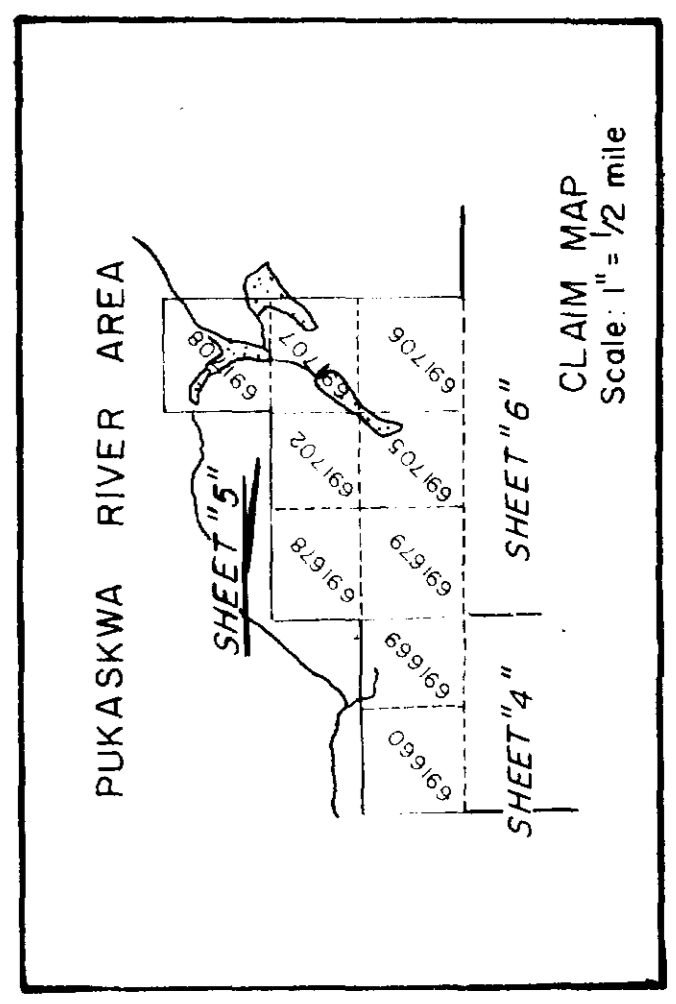 PUKASKWA RIVER AREA
691708
SHEET "5"
691678
691702
691707
691660
691669
691679
691705
691706
SHEET "4"
SHEET "6"
CLAIM MAP
Scale: 1" = 1/2 mile